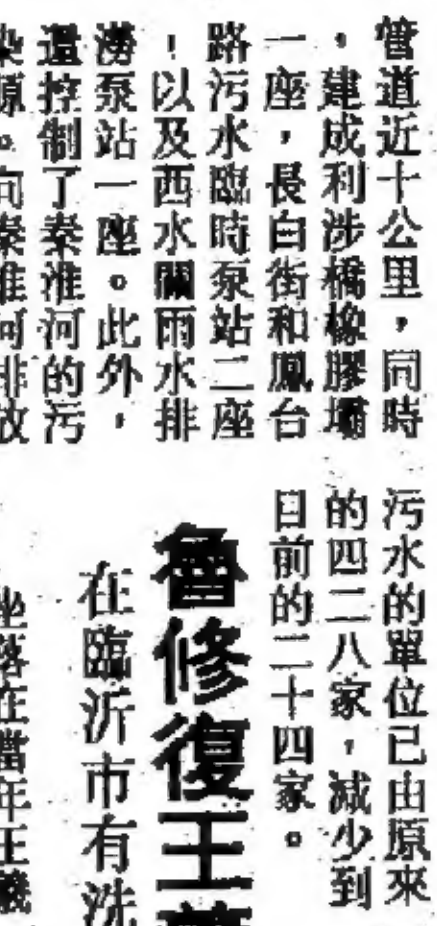 管道近十公里，同時
，建成利涉橋橡膠壩
一座，長白街和鳳台
路污水臨時泵站二座
！以及西水關雨水排
澇泵站一座。此外，
還控制了秦淮河的污
染源。向秦淮河排放
污水的單位已由原來
的四二八家，減少到
目前的二十四家。
魯修復王
在臨沂市有洗
坐落在當年王羲